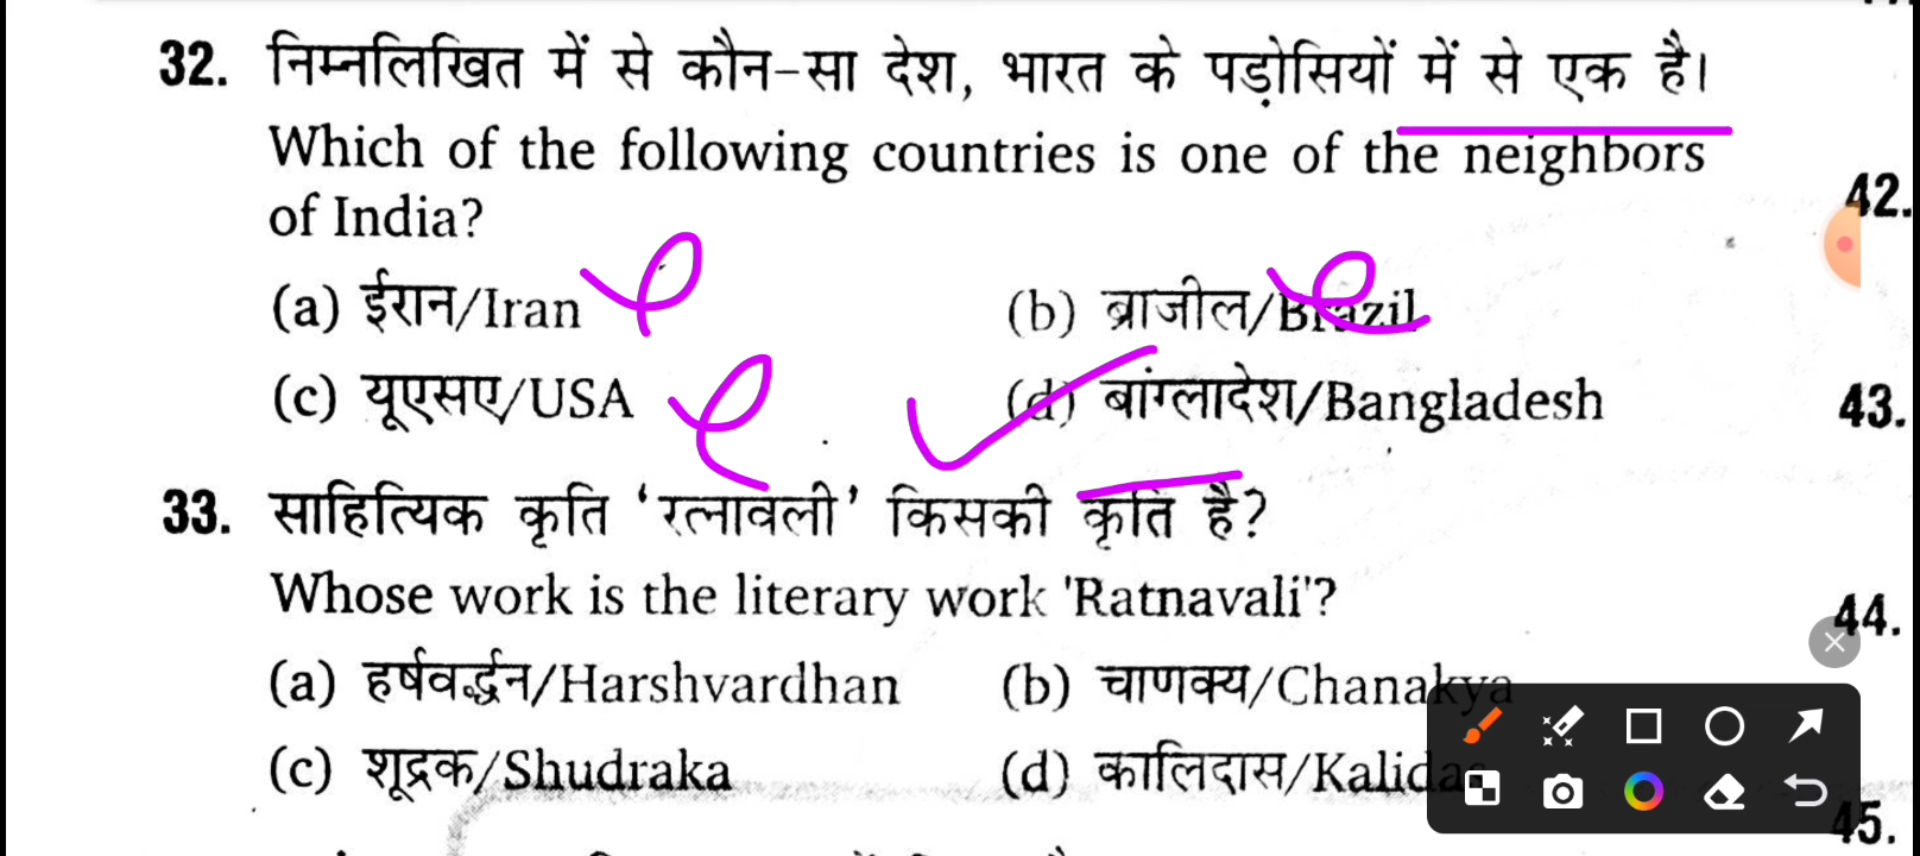 32. निम्नलिखित में से कौन-सा देश, भारत के पड़ोसियों में से एक है।
Which of the following countries is one of the neighbors
of India?
(a) ईरान/Iran (b) ब्राजील/Brazil
(c) यूएसए/USA (d) बांग्लादेश/Bangladesh
33. साहित्यिक कृति ‘रत्नावली’ किसकी कृति है?
Whose work is the literary work 'Ratnavali'?
(a) हर्षवर्द्धन/Harshvardhan (b) चाणक्य/Chanakya
(c) शूद्रक/Shudraka (d) कालिदास/Kalidas
42.
43.
44.
45.